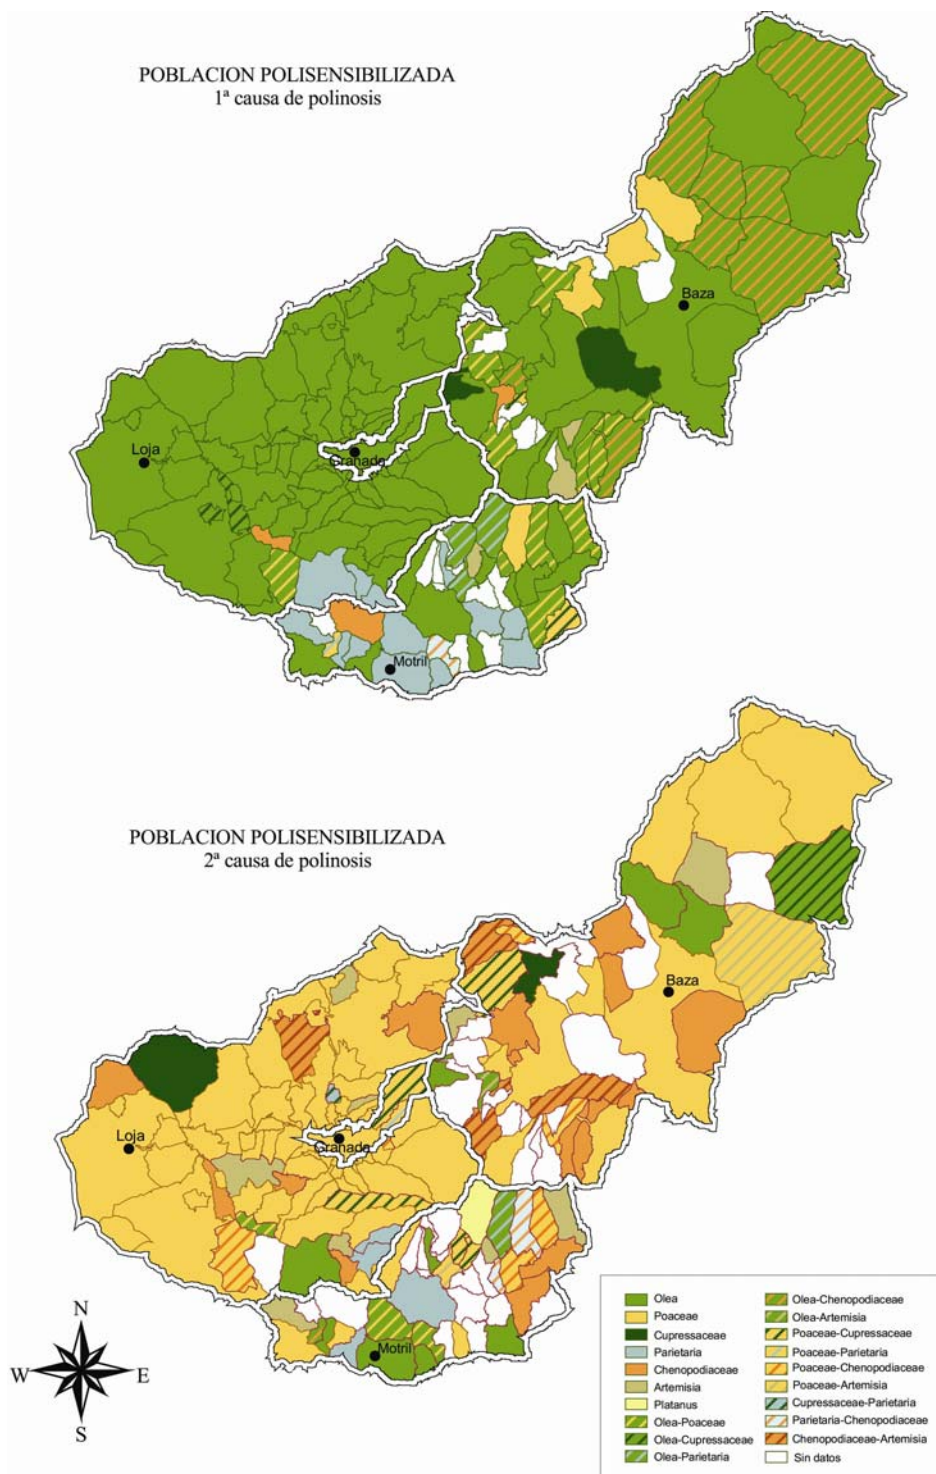 POBLACION POLISENSIBILIZADA
1ª causa de polinosis
Baza
Loja
Granada
Motril
POBLACION POLISENSIBILIZADA
2ª causa de polinosis
Baza
Loja
Granada
Motril
N
W
E
S
Olea
Poaceae
Cupressaceae
Parietaria
Chenopodiaceae
Artemisia
Platanus
Olea-Poaceae
Olea-Cupressaceae
Olea-Parietaria
Olea-Chenopodiaceae
Olea-Artemisia
Poaceae-Cupressaceae
Poaceae-Parietaria
Poaceae-Chenopodiaceae
Poaceae-Artemisia
Cupressaceae-Parietaria
Parietaria-Chenopodiaceae
Chenopodiaceae-Artemisia
Sin datos